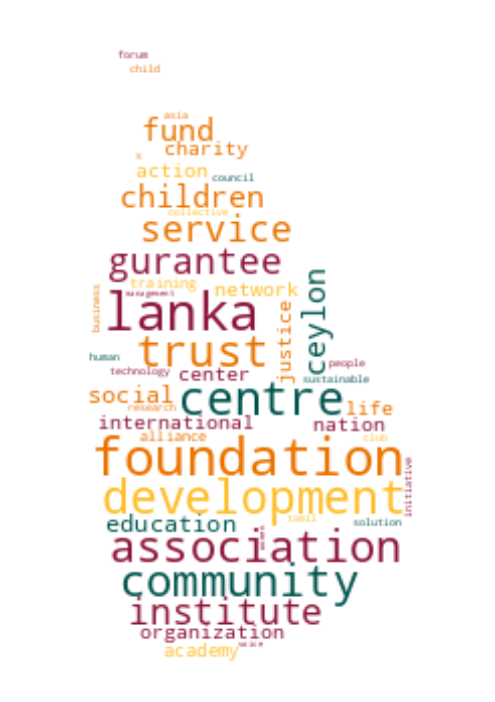 forum
child
asia
fund
charity
s
action
council
children
collective
service
gurantee
training
management
network
business
lanka
ceylon
justice
trust
human
people
technology
center
sustainable
social
centre
research
life
international
nation
alliance
club
foundation
initiative
development
education
tamil
solution
association
community
institute
organization
voice
academy